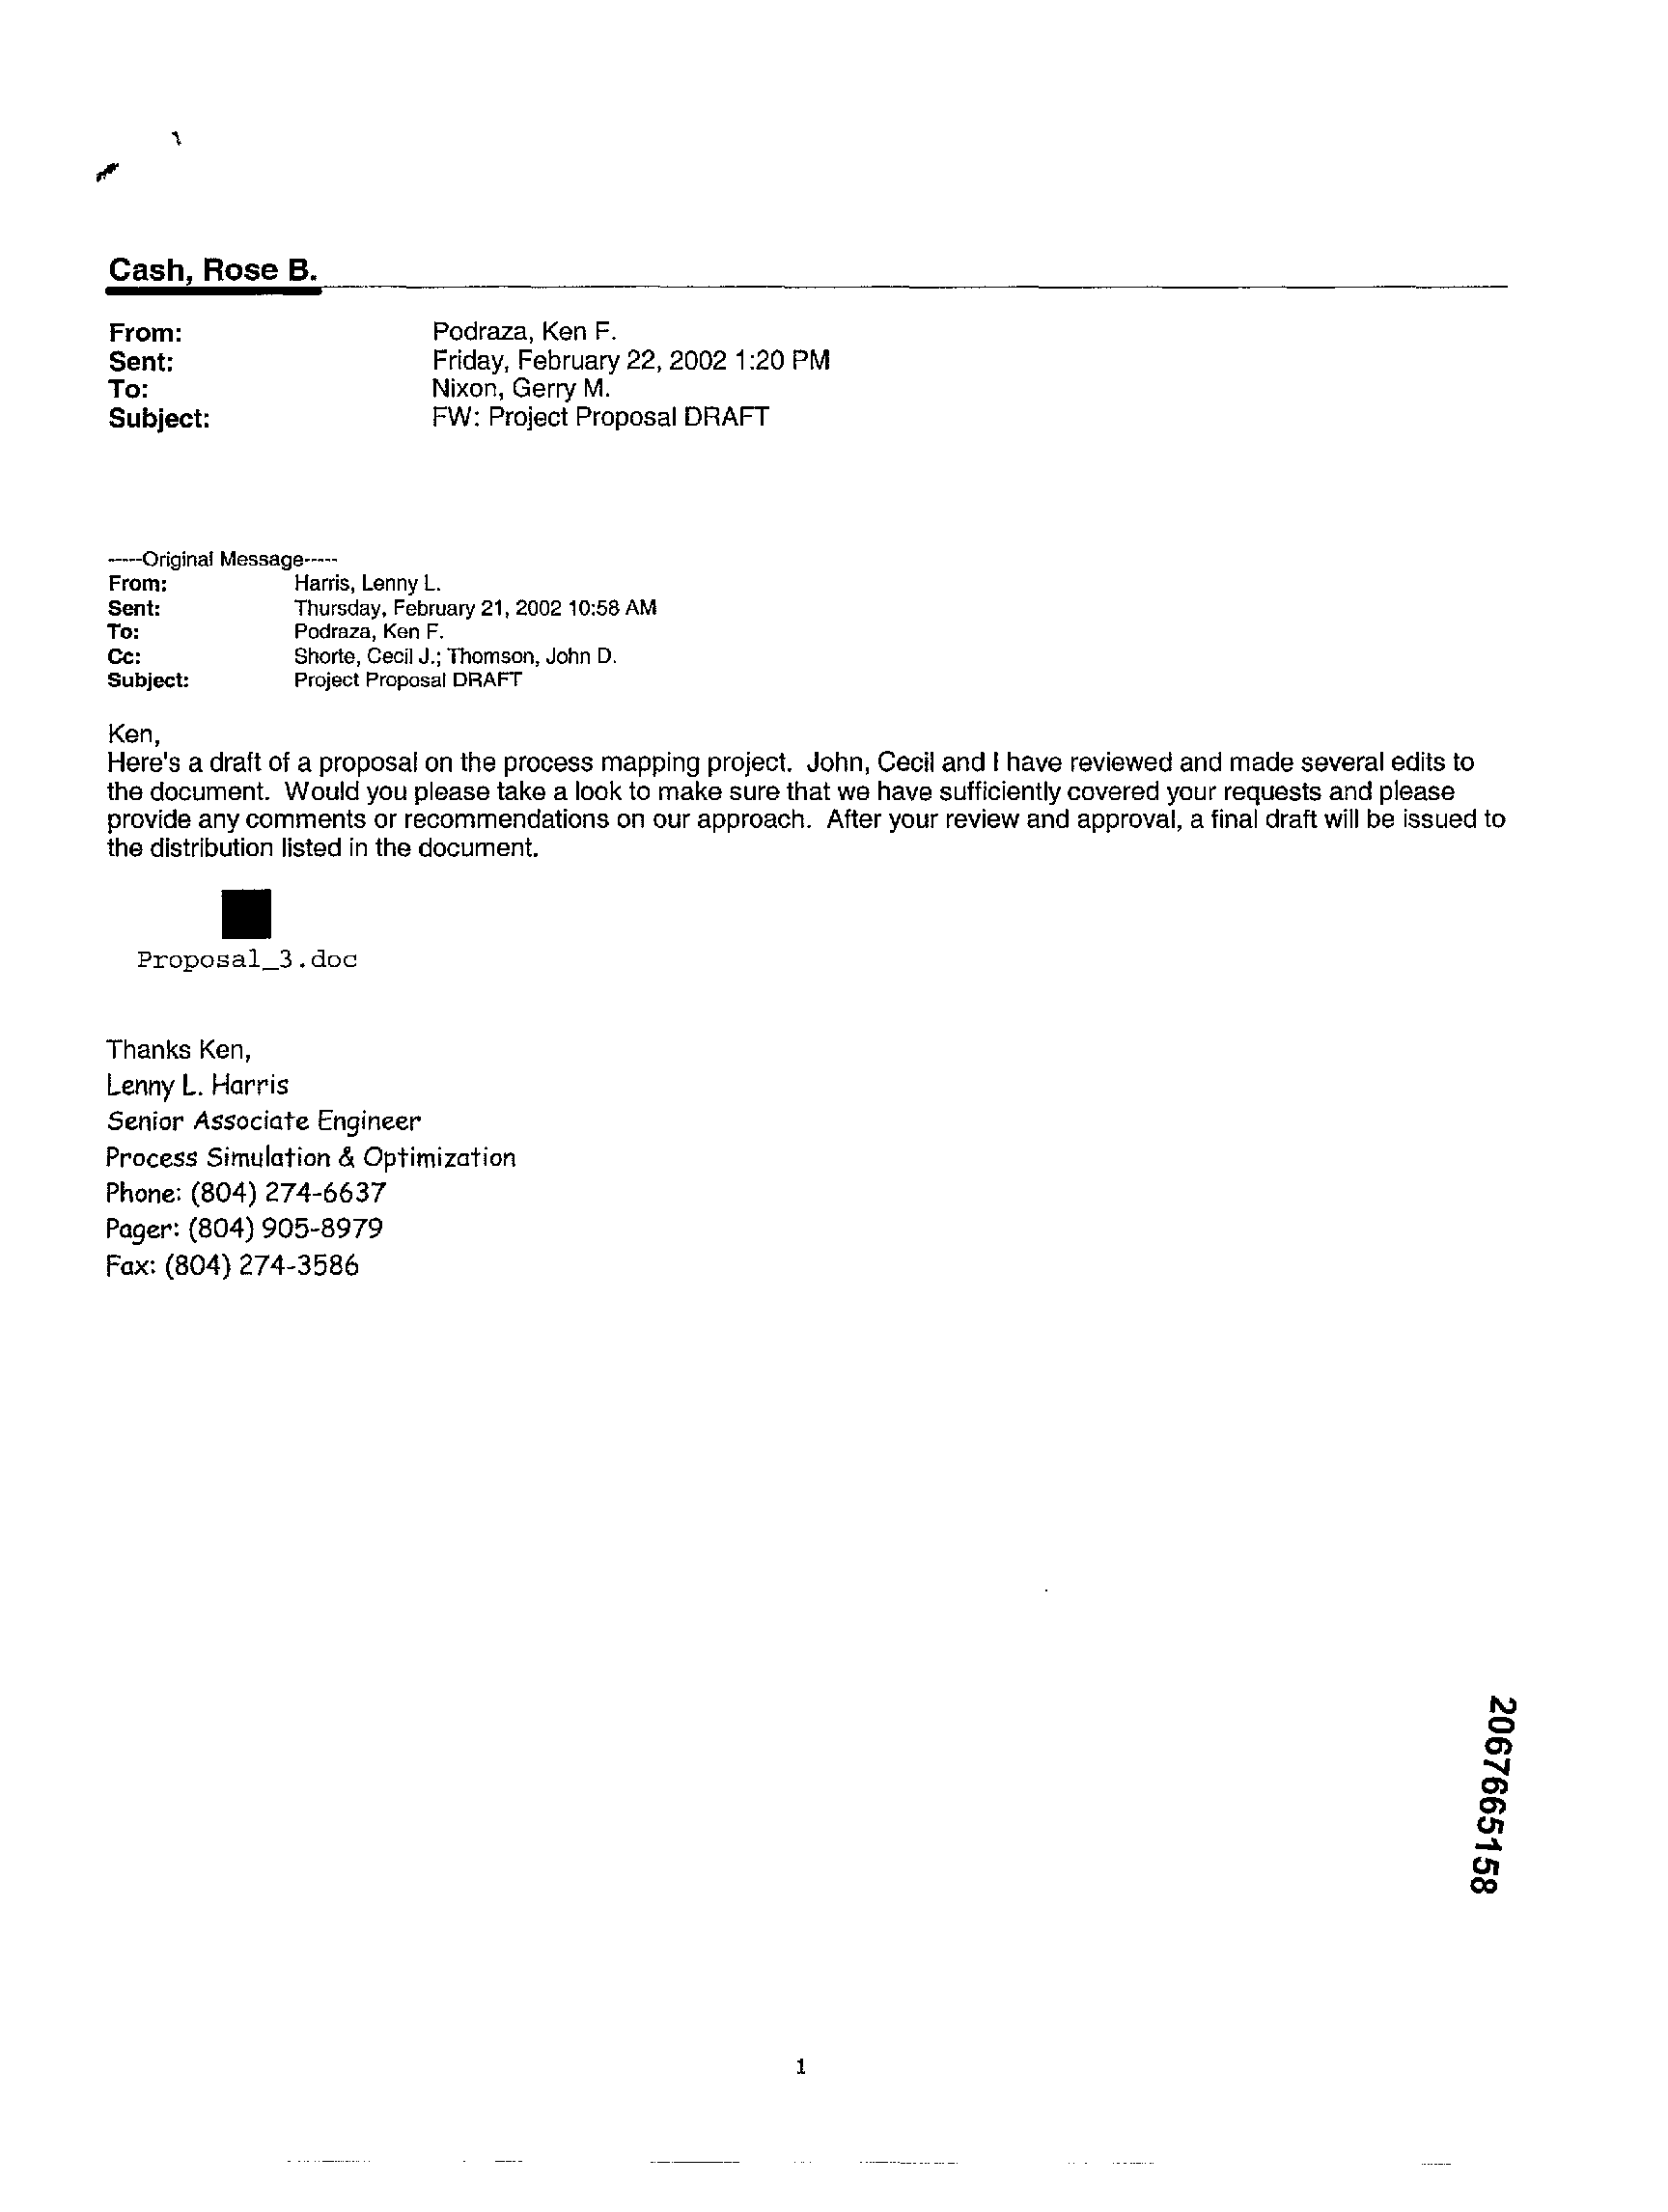 Cash, Rose B.
From: Podraza, Ken F.
Sent: Friday, February 22, 2002 1:20 PM
To: Nixon, Gerry M.
Subject: FW: Project Proposal DRAFT
-----Original Message-----
From: Harris, Lenny L.
Sent: Thursday, February 21, 2002 10:58 AM
To: Podraza, Ken F.
Cc: Shorte, Cecil J.; Thomson, John D.
Subject: Project Proposal DRAFT
Ken,
Here's a draft of a proposal on the process mapping project. John, Cecil and I have reviewed and made several edits to
the document. Would you please take a look to make sure that we have sufficiently covered your requests and please
provide any comments or recommendations on our approach. After your review and approval, a final draft will be issued to
the distribution listed in the document.
Proposal_3.doc
Thanks Ken,
Lenny L. Harris
Senior Associate Engineer
Process Simulation & Optimization
Phone: (804) 274-6637
Pager: (804) 905-8979
Fax: (804) 274-3586
2067665158
1